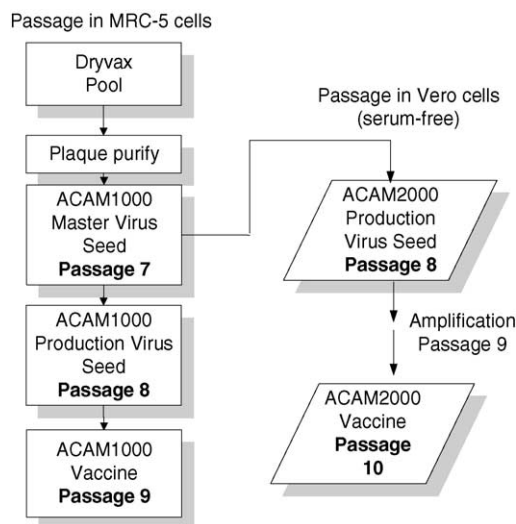 Passage in MRC-5 cells
Dryvax
Pool
Plaque purify
ACAM1000
Master Virus
Seed
Passage 7
ACAM1000
Production Virus
Seed
Passage 8
ACAM1000
Vaccine
Passage 9
Passage in Vero cells
(serum-free)
ACAM2000
Production
Virus Seed
Passage 8
Amplification
Passage 9
ACAM2000
Vaccine
Passage
10